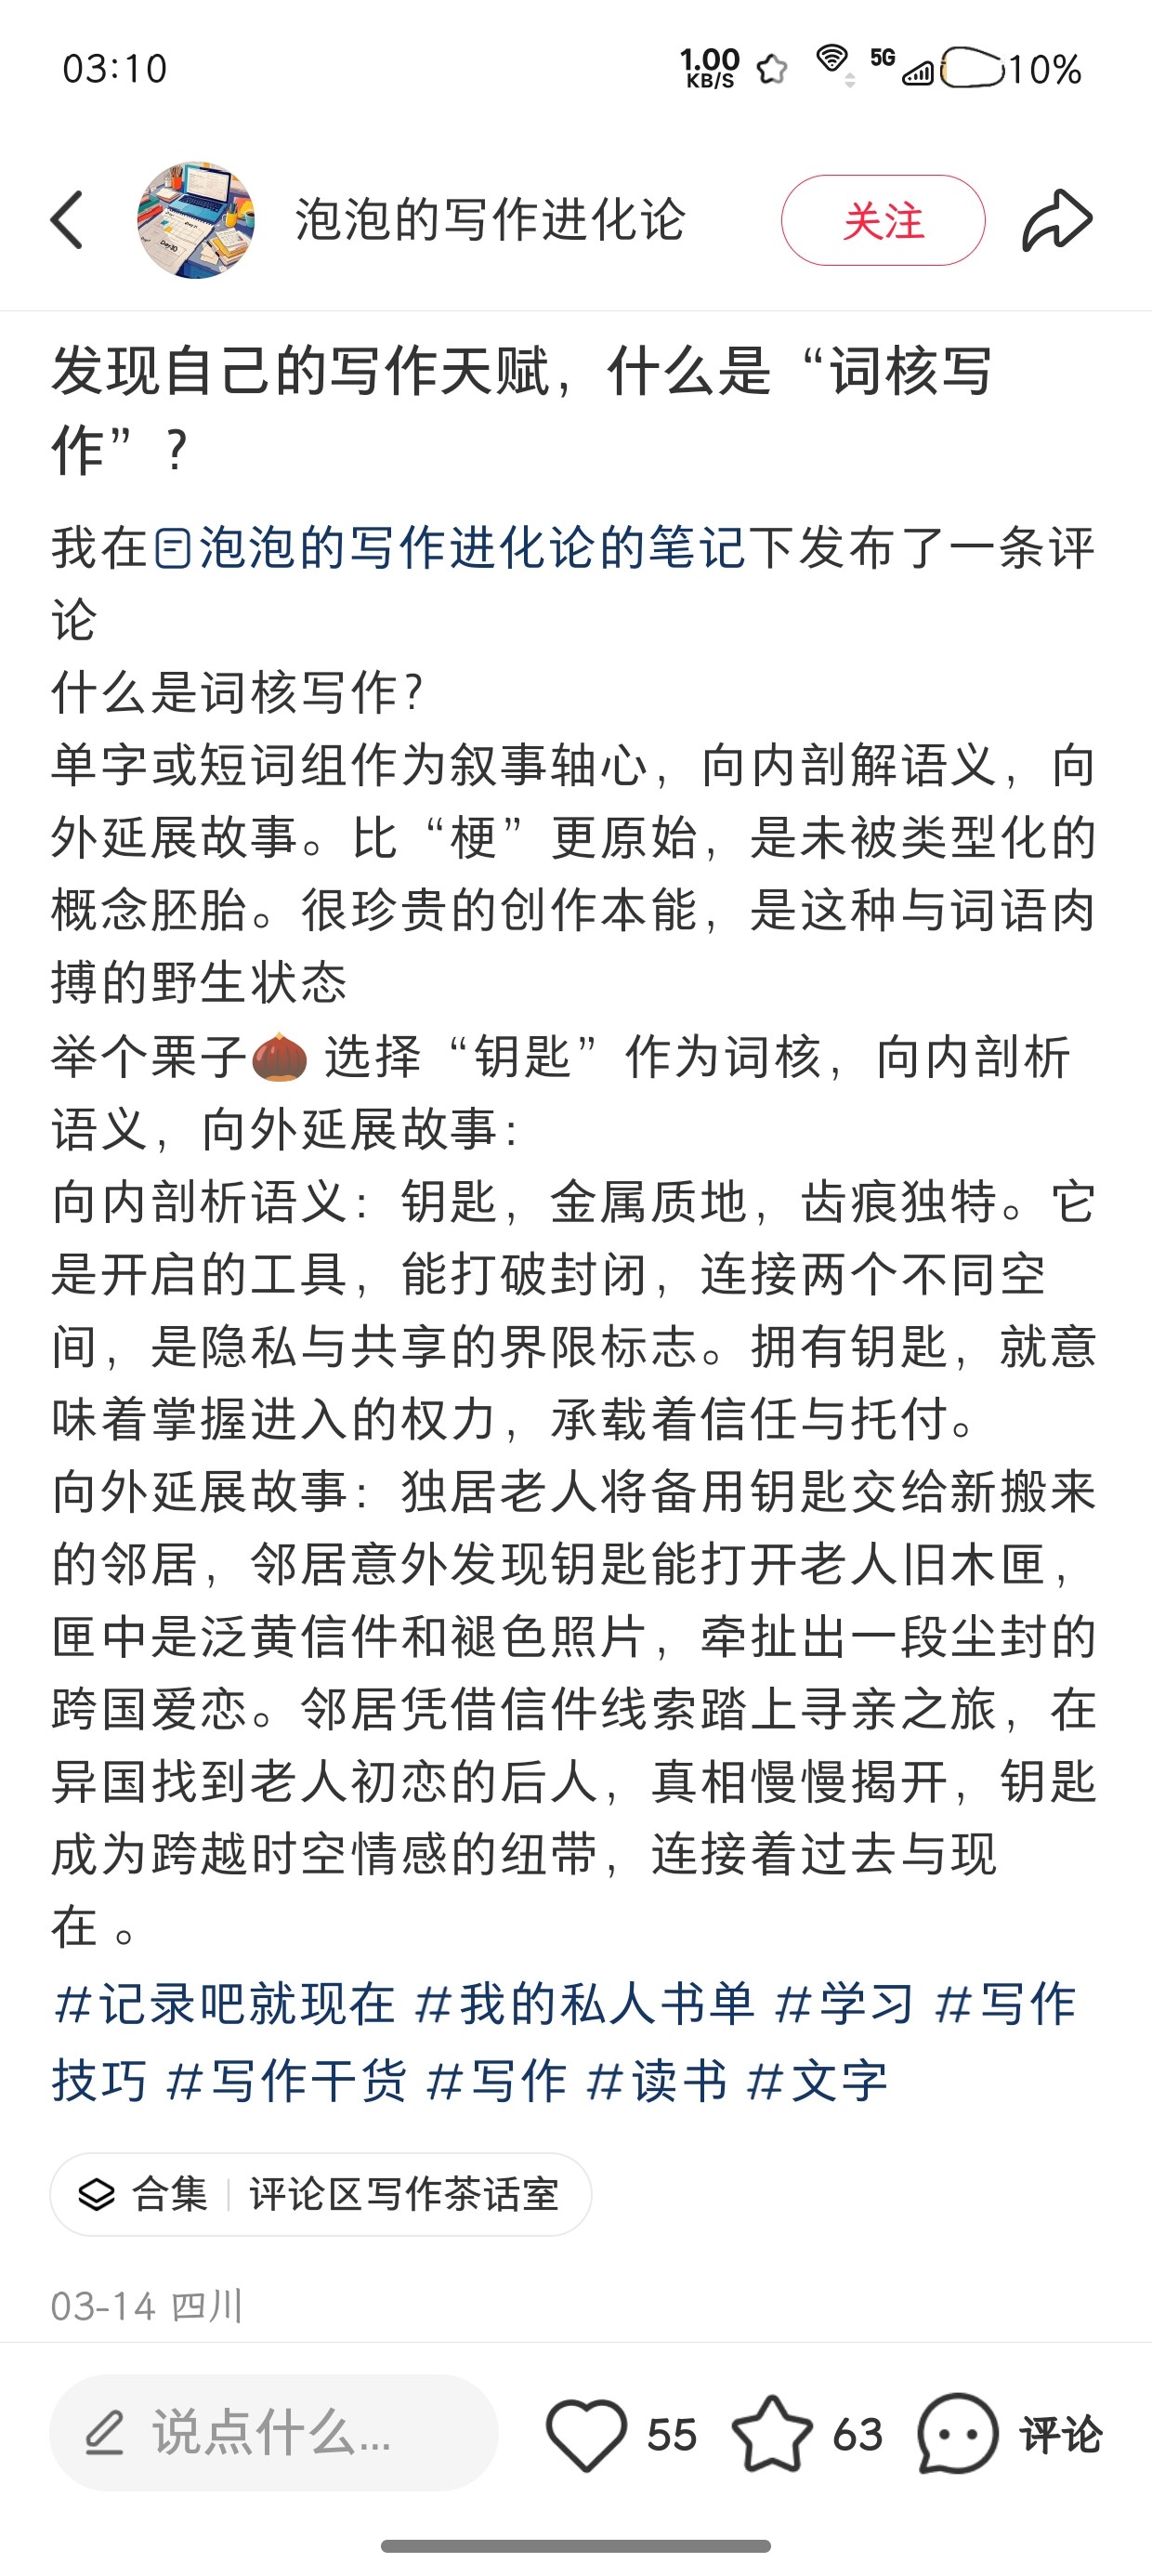 03:10
1.00 KB/S 5G 10%
泡泡的写作进化论 关注
发现自己的写作天赋，什么是“词核写
作”？
我在泡泡的写作进化论的笔记下发布了一条评
论
什么是词核写作？
单字或短词组作为叙事轴心，向内剖解语义，向
外延展故事。比“梗”更原始，是未被类型化的
概念胚胎。很珍贵的创作本能，是这种与词语肉
搏的野生状态
举个栗子🌰 选择“钥匙”作为词核，向内剖析
语义，向外延展故事：
向内剖析语义：钥匙，金属质地，齿痕独特。它
是开启的工具，能打破封闭，连接两个不同空
间，是隐私与共享的界限标志。拥有钥匙，就意
味着掌握进入的权力，承载着信任与托付。
向外延展故事：独居老人将备用钥匙交给新搬来
的邻居，邻居意外发现钥匙能打开老人旧木匣，
匣中是泛黄信件和褪色照片，牵扯出一段尘封的
跨国爱恋。邻居凭借信件线索踏上寻亲之旅，在
异国找到老人初恋的后人，真相慢慢揭开，钥匙
成为跨越时空情感的纽带，连接着过去与现
在 。
#记录吧就现在 #我的私人书单 #学习 #写作
技巧 #写作干货 #写作 #读书 #文字
合集 | 评论区写作茶话室
03-14 四川
说点什么... 55 63 评论